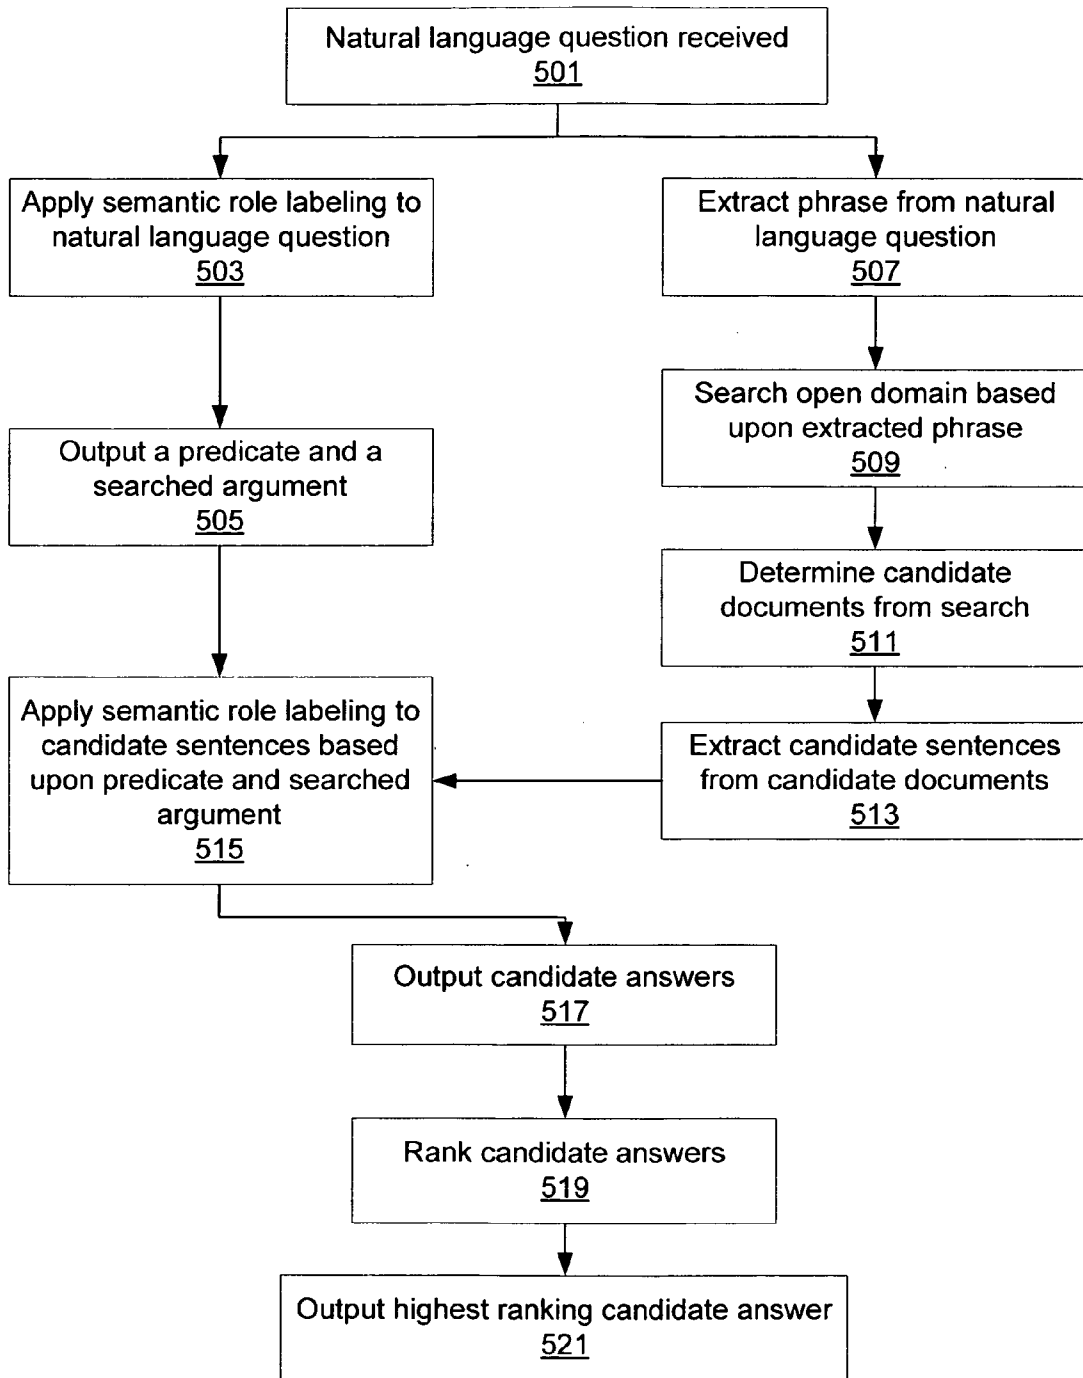 Natural language question received
501
Apply semantic role labeling to
natural language question
503
Extract phrase from natural
language question
507
Search open domain based
upon extracted phrase
509
Output a predicate and a
searched argument
505
Determine candidate
documents from search
511
Apply semantic role labeling to
candidate sentences based
upon predicate and searched
argument
515
Extract candidate sentences
from candidate documents
513
Output candidate answers
517
Rank candidate answers
519
Output highest ranking candidate answer
521